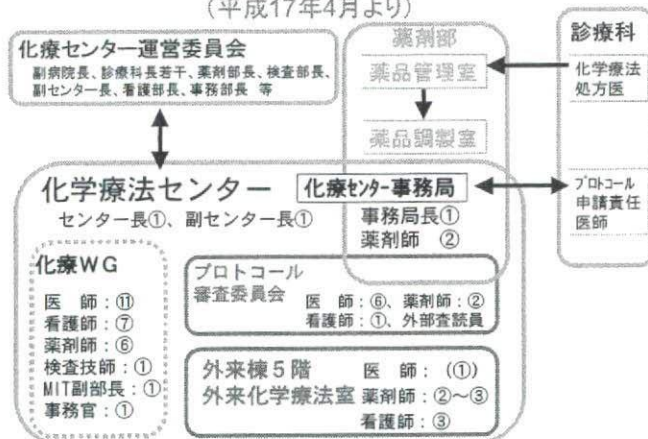 (平成17年4月より)
化療センター運営委員会
副病院長、診療科長若干、薬剤部長、検査部長、
副センター長、看護部長、事務部長 等
薬剤部
薬品管理室
薬品調製室
診療科
化学療法
処方医
プロトコール
申請責任
医師
化学療法センター
センター長①、副センター長①
化療センター事務局
事務局長①
薬剤師 ②
化療WG
医 師:⑪
看護師:⑦
薬剤師:⑥
検査技師:①
MIT副部長:①
事務官:①
プロトコール
審査委員会
医 師:⑥、薬剤師:②
看護師:①、外部査読員
外来棟5階
外来化学療法室
医 師: (①)
薬剤師:②~③
看護師:③